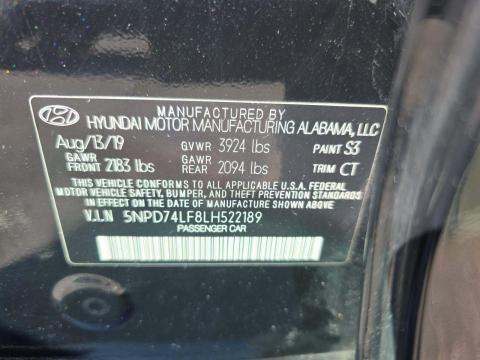 MANUFACTURED BY
HYUNDAI MOTOR MANUFACTURING ALABAMA, LLC
Aug/13/19 GVWR 3924 lbs PAINT S3
GAWR FRONT 2183 lbs GAWR REAR 2094 lbs TRIM CT
THIS VEHICLE CONFORMS TO ALL APPLICABLE U.S.A. FEDERAL
MOTOR VEHICLE SAFETY, BUMPER, AND THEFT PREVENTION STANDARDS
IN EFFECT ON THE DATE OF MANUFACTURE SHOWN ABOVE.
V.I.N 5NPD74LF8LH522189
PASSENGER CAR